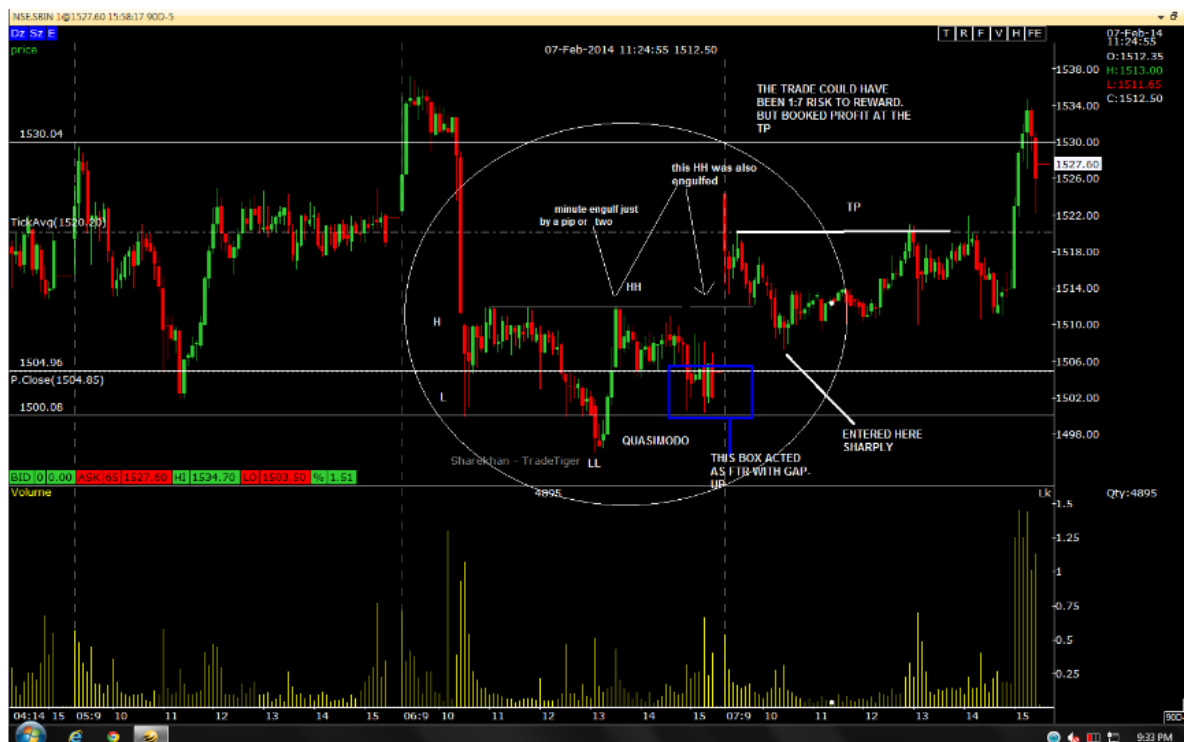 NSE.SBIN 1@1527.60 15:58:17 90D-5
Dz Sz E
T R F V H FE
07-Feb-14
11:24:55
price
07-Feb-2014 11:24:55 1512.50
O:1512.35
H:1513.00
L:1511.65
C:1512.50
1538.00
1534.00
1530.00
1527.60
1526.00
1522.00
1518.00
1514.00
1510.00
1506.00
1502.00
1498.00
THE TRADE COULD HAVE
BEEN 1:7 RISK TO REWARD.
BUT BOOKED PROFIT AT THE
TP
1530.04
this HH was also
engulfed
minute engulf just
by a pip or two
TP
TickAvg(1520.20)
HH
H
1504.96
P.Close(1504.85)
L
1500.08
QUASIMODO
LL
ENTERED HERE
SHARPLY
THIS BOX ACTED
AS FTR WITH GAP-
UP
Sharekhan - TradeTiger
BID 0 0.00 ASK 65 1527.60 HI 1534.70 LO 1503.50 % 1.51
Volume
4895
Lk
Qty:4895
1.5
1.25
1
0.75
0.5
0.25
04:14 15 05:9 10 11 12 13 14 15 06:9 10 11 12 13 14 15 07:9 10 11 12 13 14 15
90D-
9:33 PM